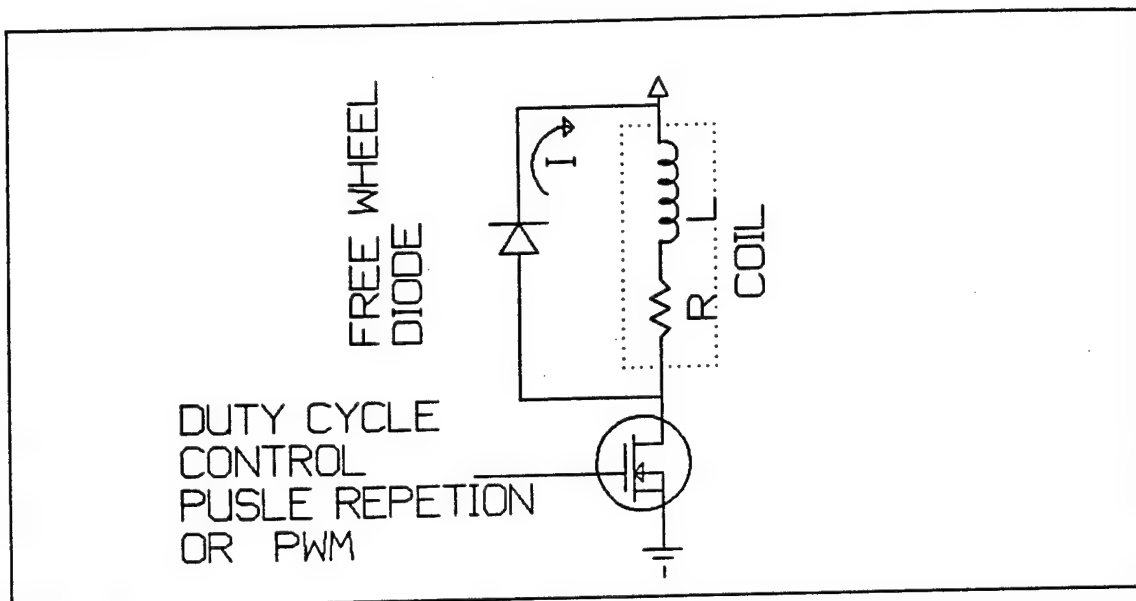 FREE WHEEL
DIODE
I
L
R
COIL
DUTY CYCLE
CONTROL
PUSLE REPETION
OR PWM